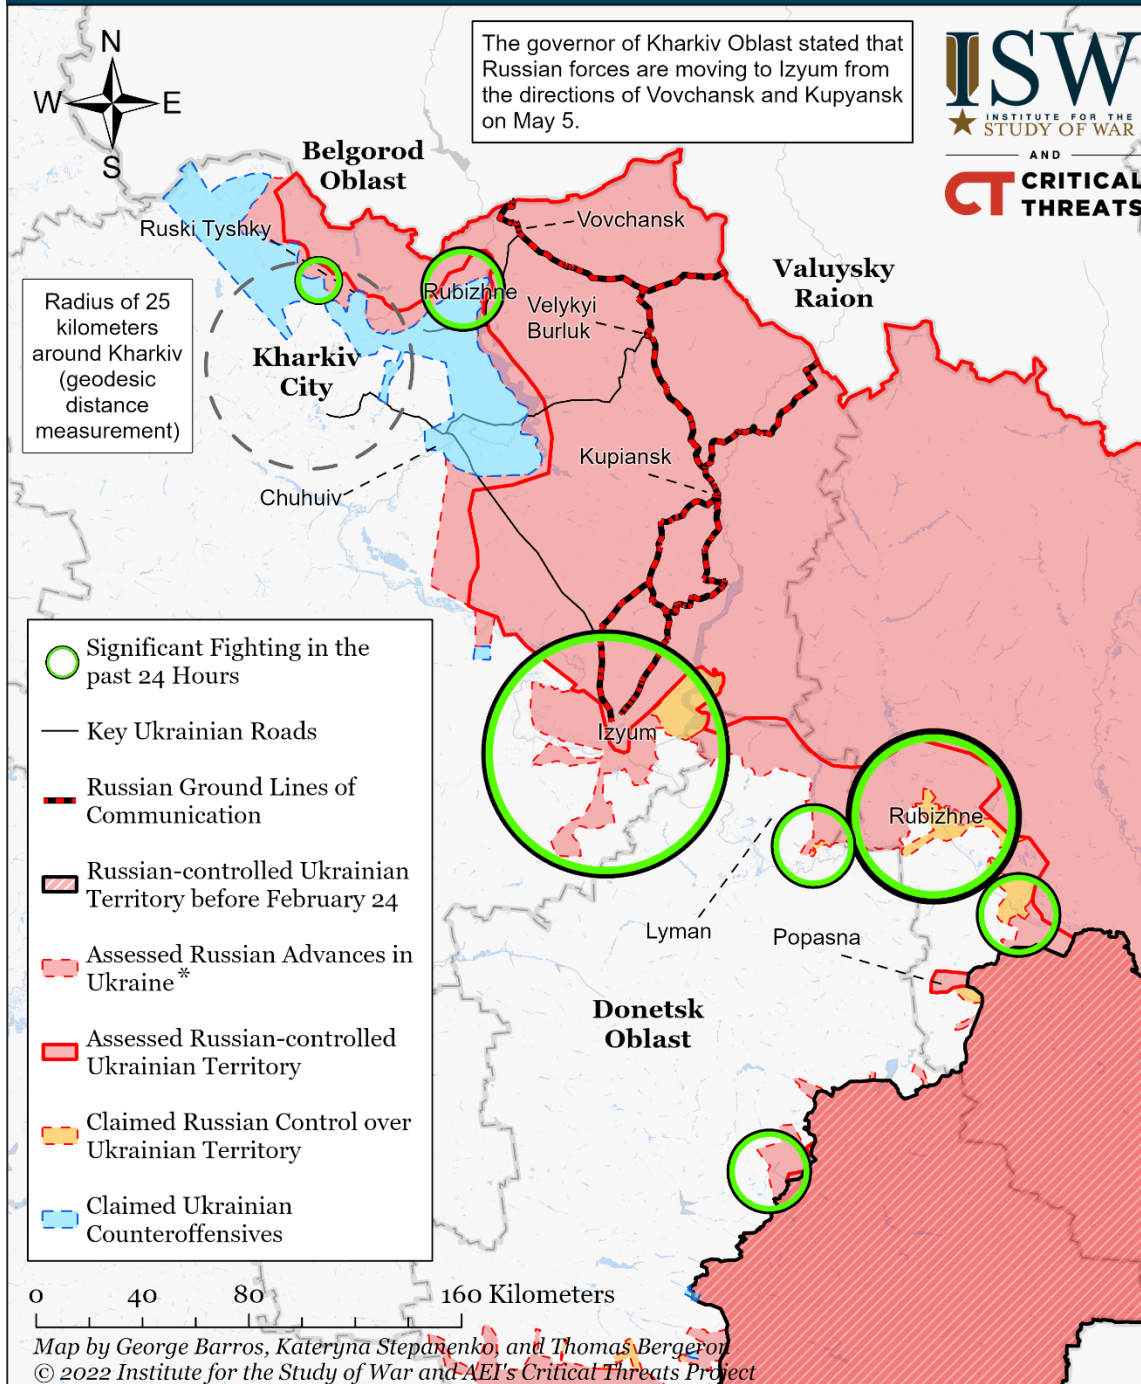 N
W
E
S
The governor of Kharkiv Oblast stated that
Russian forces are moving to Izyum from
the directions of Vovchansk and Kupyansk
on May 5.
ISW
INSTITUTE FOR THE
STUDY OF WAR
AND
CT CRITICAL
THREATS
Belgorod
Oblast
Ruski Tyshky
Vovchansk
Valuysky
Raion
Rubizhne
Velykyi
Burluk
Radius of 25
kilometers
around Kharkiv
(geodesic
distance
measurement)
Kharkiv
City
Kupiansk
Chuhuiv
Izyum
Rubizhne
Lyman
Popasna
Donetsk
Oblast
Significant Fighting in the
past 24 Hours
Key Ukrainian Roads
Russian Ground Lines of
Communication
Russian-controlled Ukrainian
Territory before February 24
Assessed Russian Advances in
Ukraine*
Assessed Russian-controlled
Ukrainian Territory
Claimed Russian Control over
Ukrainian Territory
Claimed Ukrainian
Counteroffensives
0 40 80 160 Kilometers
Map by George Barros, Kateryna Stepanenko, and Thomas Bergeron
© 2022 Institute for the Study of War and AEI's Critical Threats Project